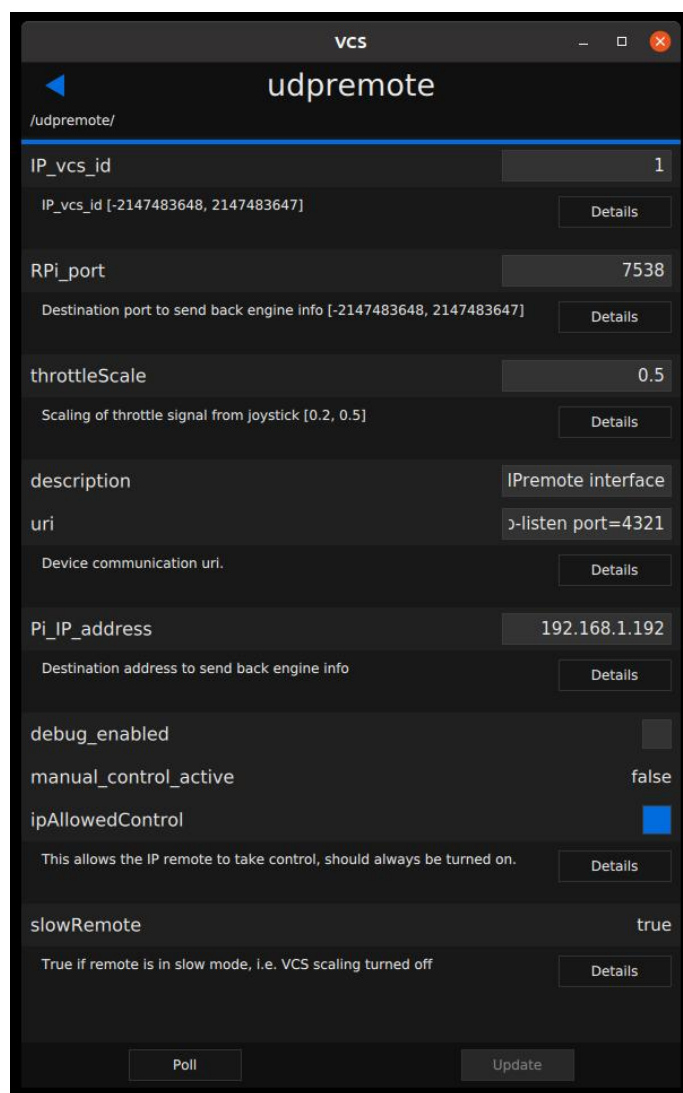 VCS
udpremote
/udpremote/
IP_vcs_id 1
IP_vcs_id [-2147483648, 2147483647] Details
RPi_port 7538
Destination port to send back engine info [-2147483648, 2147483647] Details
throttleScale 0.5
Scaling of throttle signal from joystick [0.2, 0.5] Details
description IPremote interface
uri -listen port=4321
Device communication uri. Details
Pi_IP_address 192.168.1.192
Destination address to send back engine info Details
debug_enabled
manual_control_active false
ipAllowedControl
This allows the IP remote to take control, should always be turned on. Details
slowRemote true
True if remote is in slow mode, i.e. VCS scaling turned off Details
Poll Update